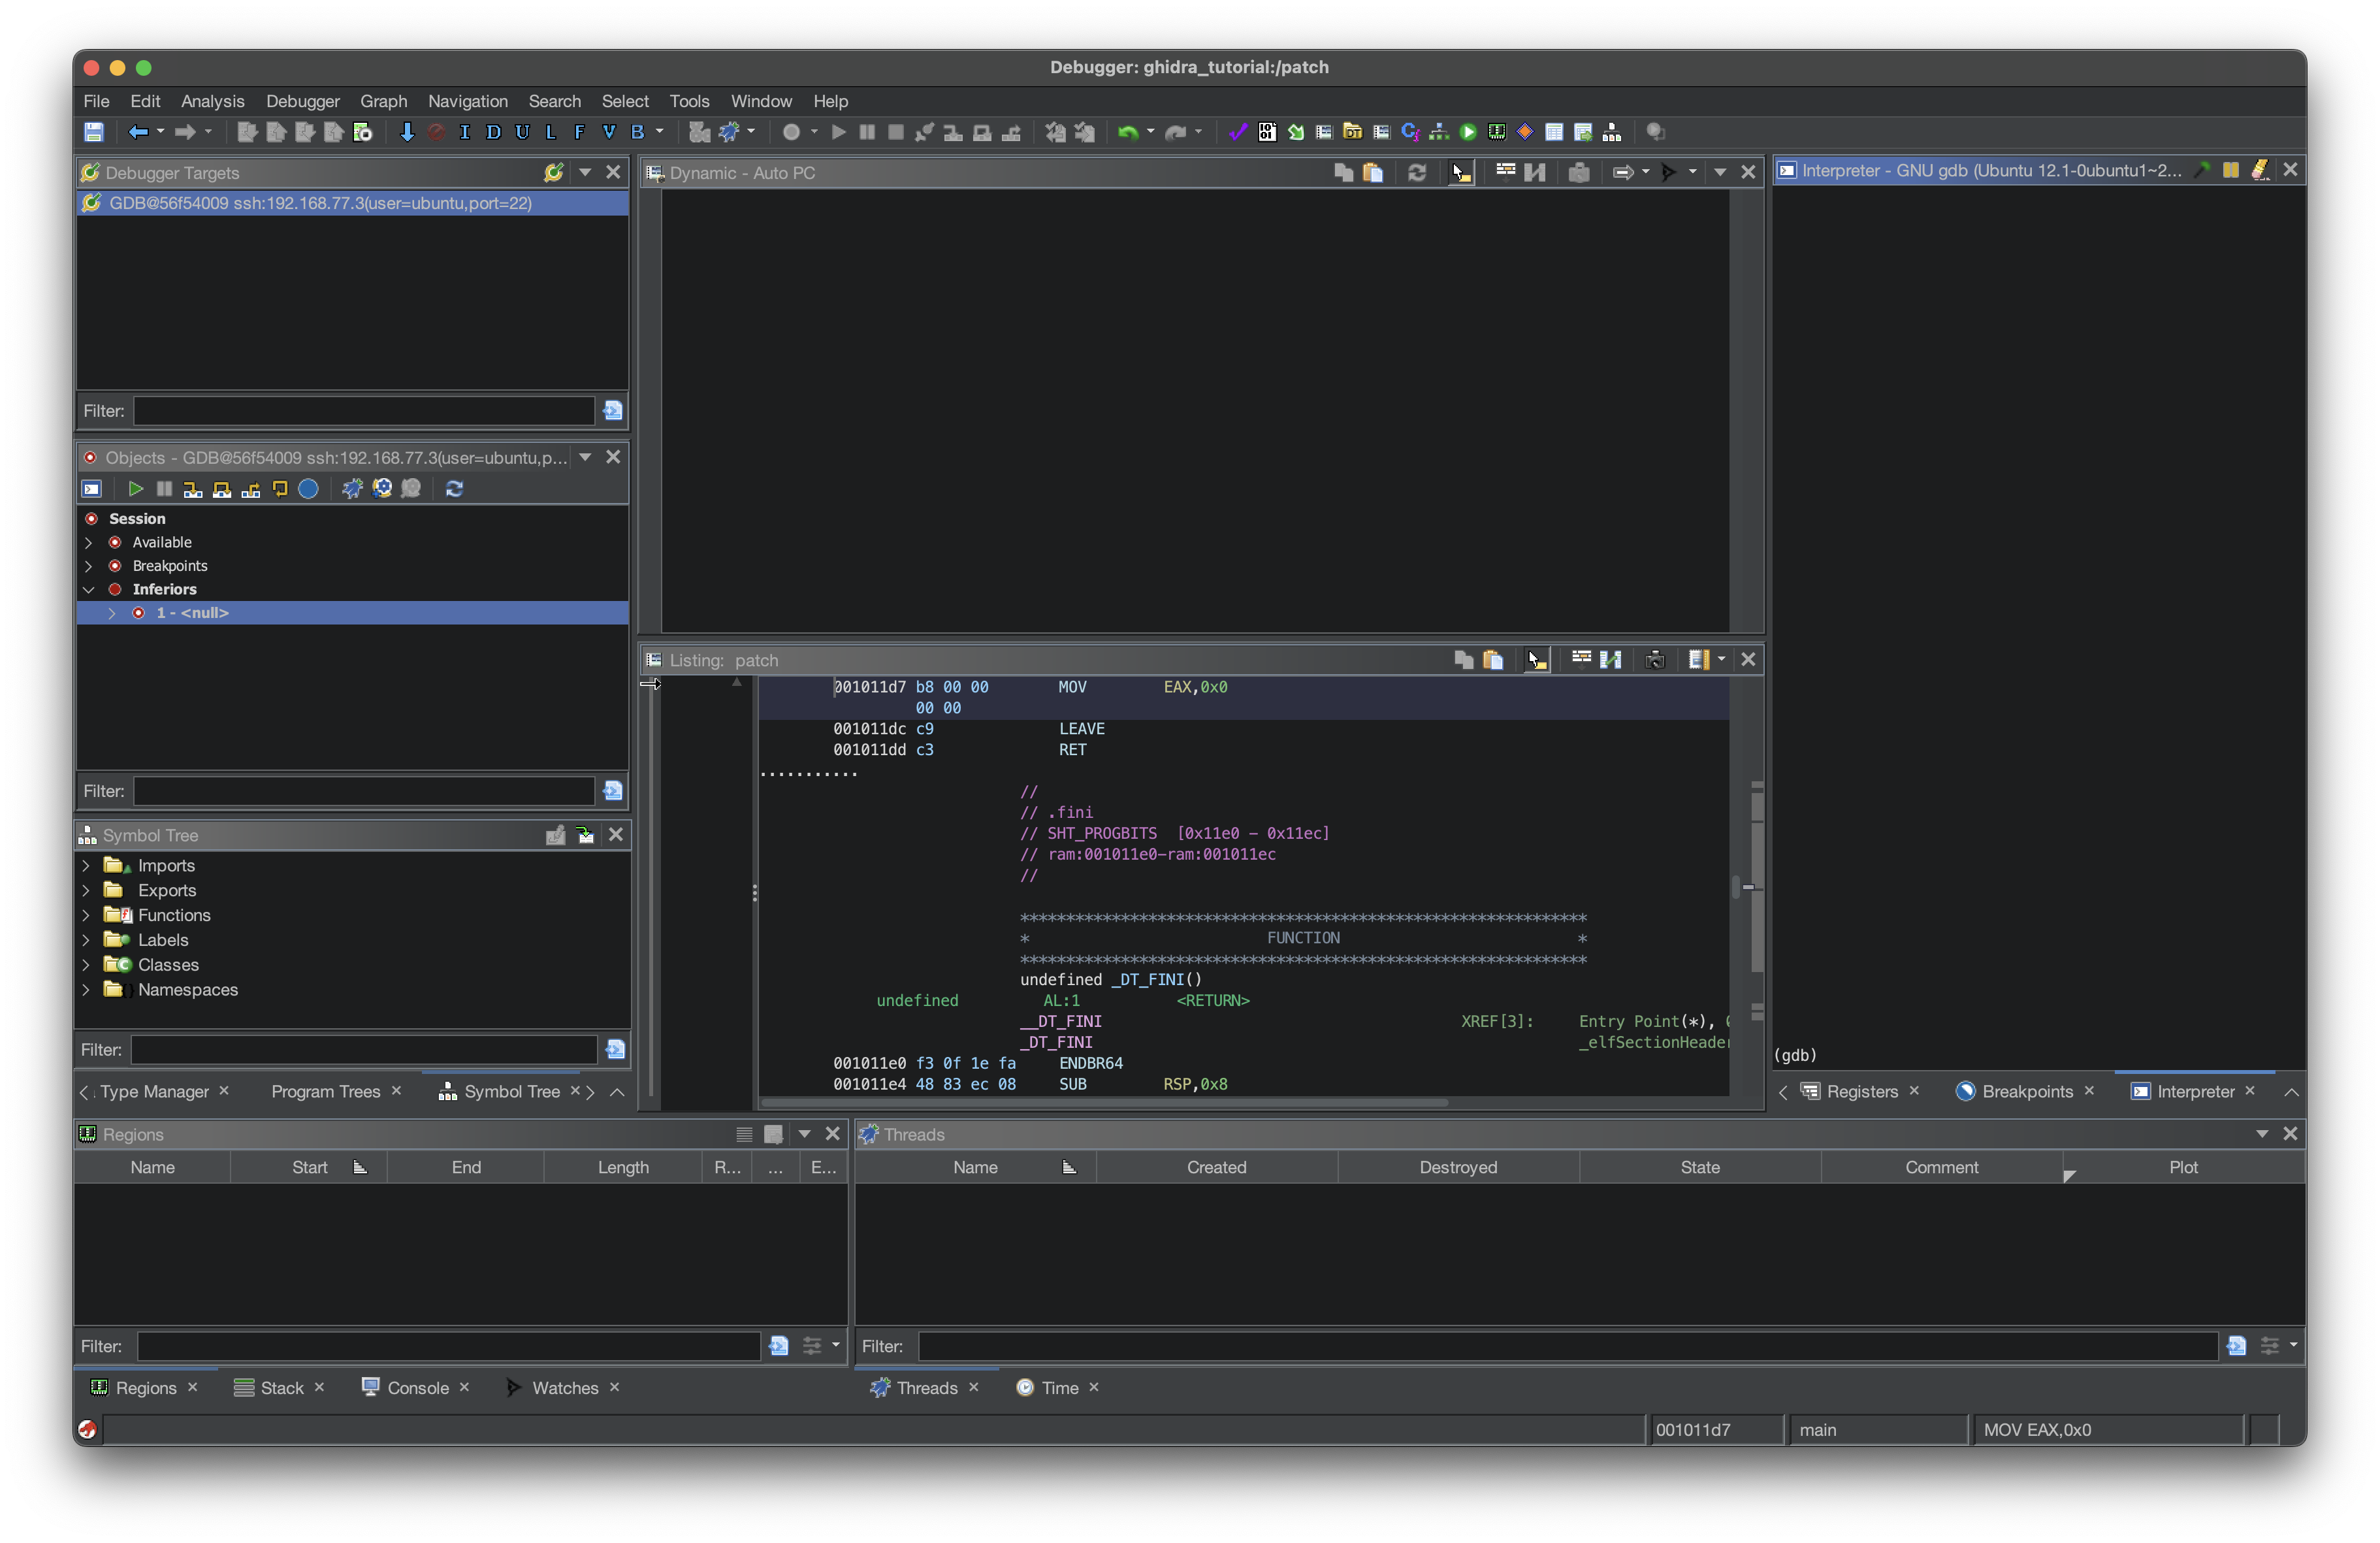 Debugger: ghidra_tutorial:/patch
File Edit Analysis Debugger Graph Navigation Search Select Tools Window Help
I D U L F V B
Debugger Targets
GDB@56f54009 ssh:192.168.77.3(user=ubuntu,port=22)
Filter:
Objects - GDB@56f54009 ssh:192.168.77.3(user=ubuntu,p...
Session
Available
Breakpoints
Inferiors
1 - <null>
Filter:
Symbol Tree
Imports
Exports
Functions
Labels
Classes
Namespaces
Filter:
Type Manager Program Trees Symbol Tree
Dynamic - Auto PC
Listing: patch
001011d7 b8 00 00 MOV EAX,0x0
00 00
001011dc c9 LEAVE
001011dd c3 RET
...........
//
// .fini
// SHT_PROGBITS [0x11e0 - 0x11ec]
// ram:001011e0-ram:001011ec
//
**************************************************************
* FUNCTION *
**************************************************************
undefined _DT_FINI()
undefined AL:1 <RETURN>
__DT_FINI XREF[3]: Entry Point(*),
_DT_FINI _elfSectionHeader
001011e0 f3 0f 1e fa ENDBR64
001011e4 48 83 ec 08 SUB RSP,0x8
Interpreter - GNU gdb (Ubuntu 12.1-0ubuntu1~2...
(gdb)
Registers Breakpoints Interpreter
Regions
Name Start End Length R... ... E...
Filter:
Regions Stack Console Watches
Threads
Name Created Destroyed State Comment Plot
Filter:
Threads Time
001011d7 main MOV EAX,0x0